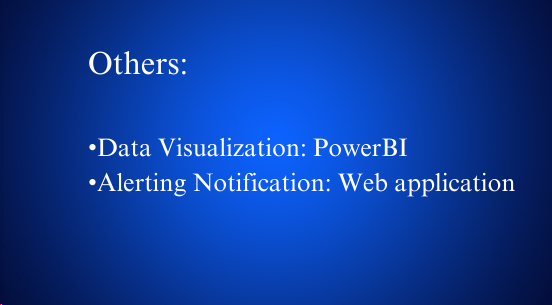 Others:
•Data Visualization: PowerBI
•Alerting Notification: Web application